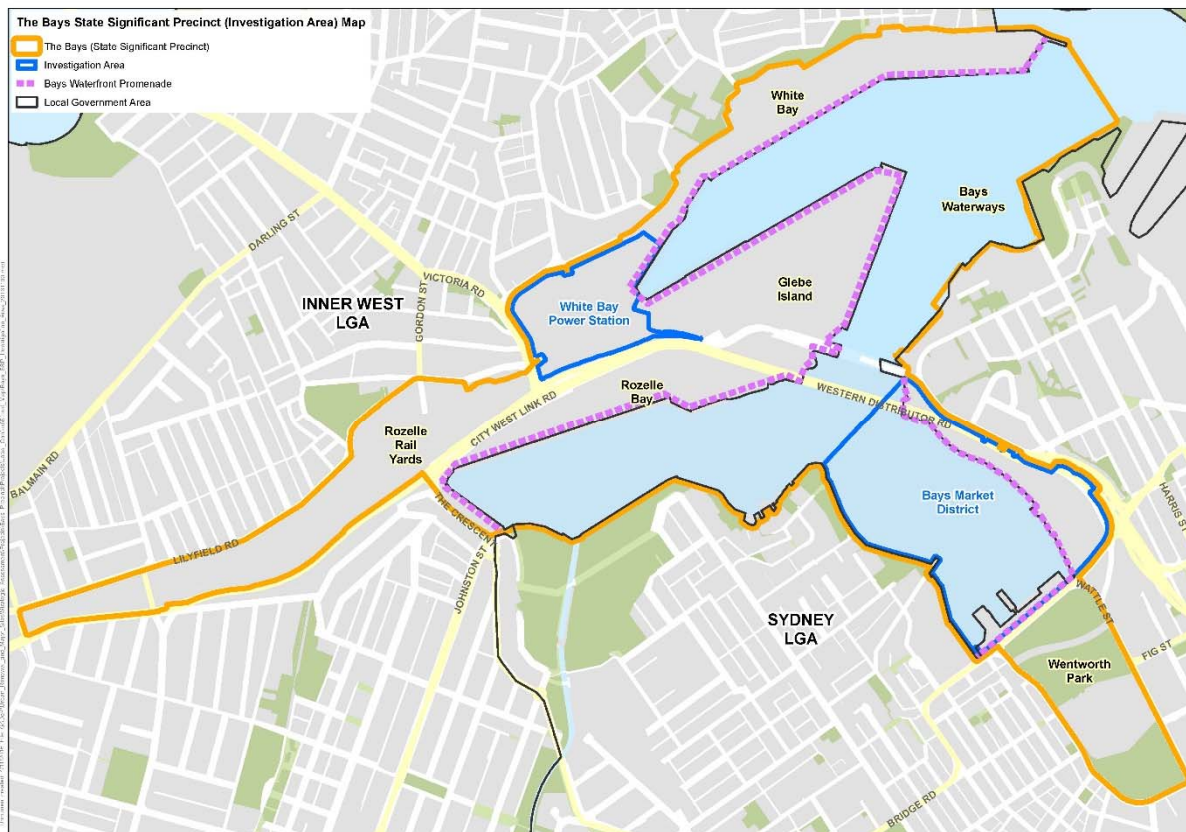 The Bays State Significant Precinct (Investigation Area) Map
The Bays (State Significant Precinct)
Investigation Area
Bays Waterfront Promenade
Local Government Area
White
Bay
Bays
Waterways
DARLING ST
VICTORIA RD
GORDON ST
INNER WEST
LGA
White Bay
Power Station
Glebe
Island
Rozelle
Bay
CITY WEST LINK RD
WESTERN DISTRIBUTOR RD
Rozelle
Rail
Yards
BALMAIN RD
LILYFIELD RD
THE CRESCENT
JOHNSTON ST
Bays Market
District
HARRIS ST
WATTLE ST
SYDNEY
LGA
FIG ST
Wentworth
Park
BRIDGE RD